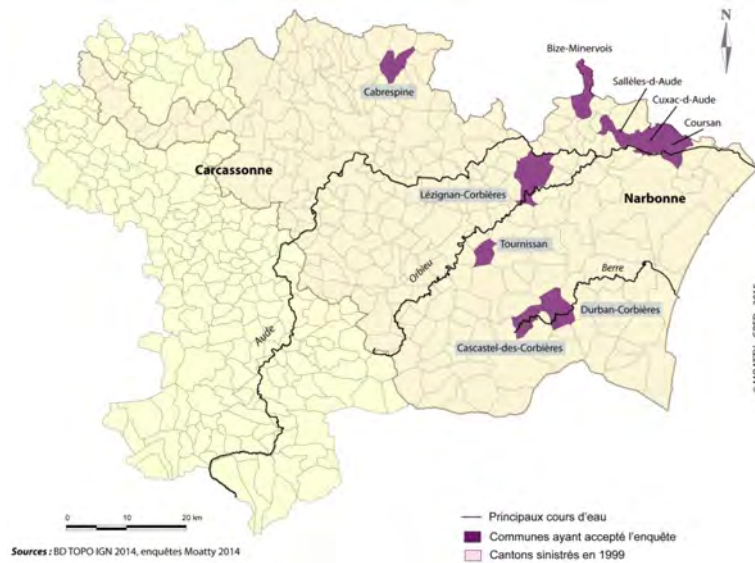 N
Bize-Minervois
Sallèles-d-Aude
Cuxac-d-Aude
Coursan
Cabrespine
Carcassonne
Lézignan-Corbières
Narbonne
Tournissan
Orbieu
Berre
Aude
Durban-Corbières
Cascastel-des-Corbières
0 10 20 km
Principaux cours d'eau
Communes ayant accepté l'enquête
Cantons sinistrés en 1999
Sources : BD TOPO IGN 2014, enquêtes Moatty 2014